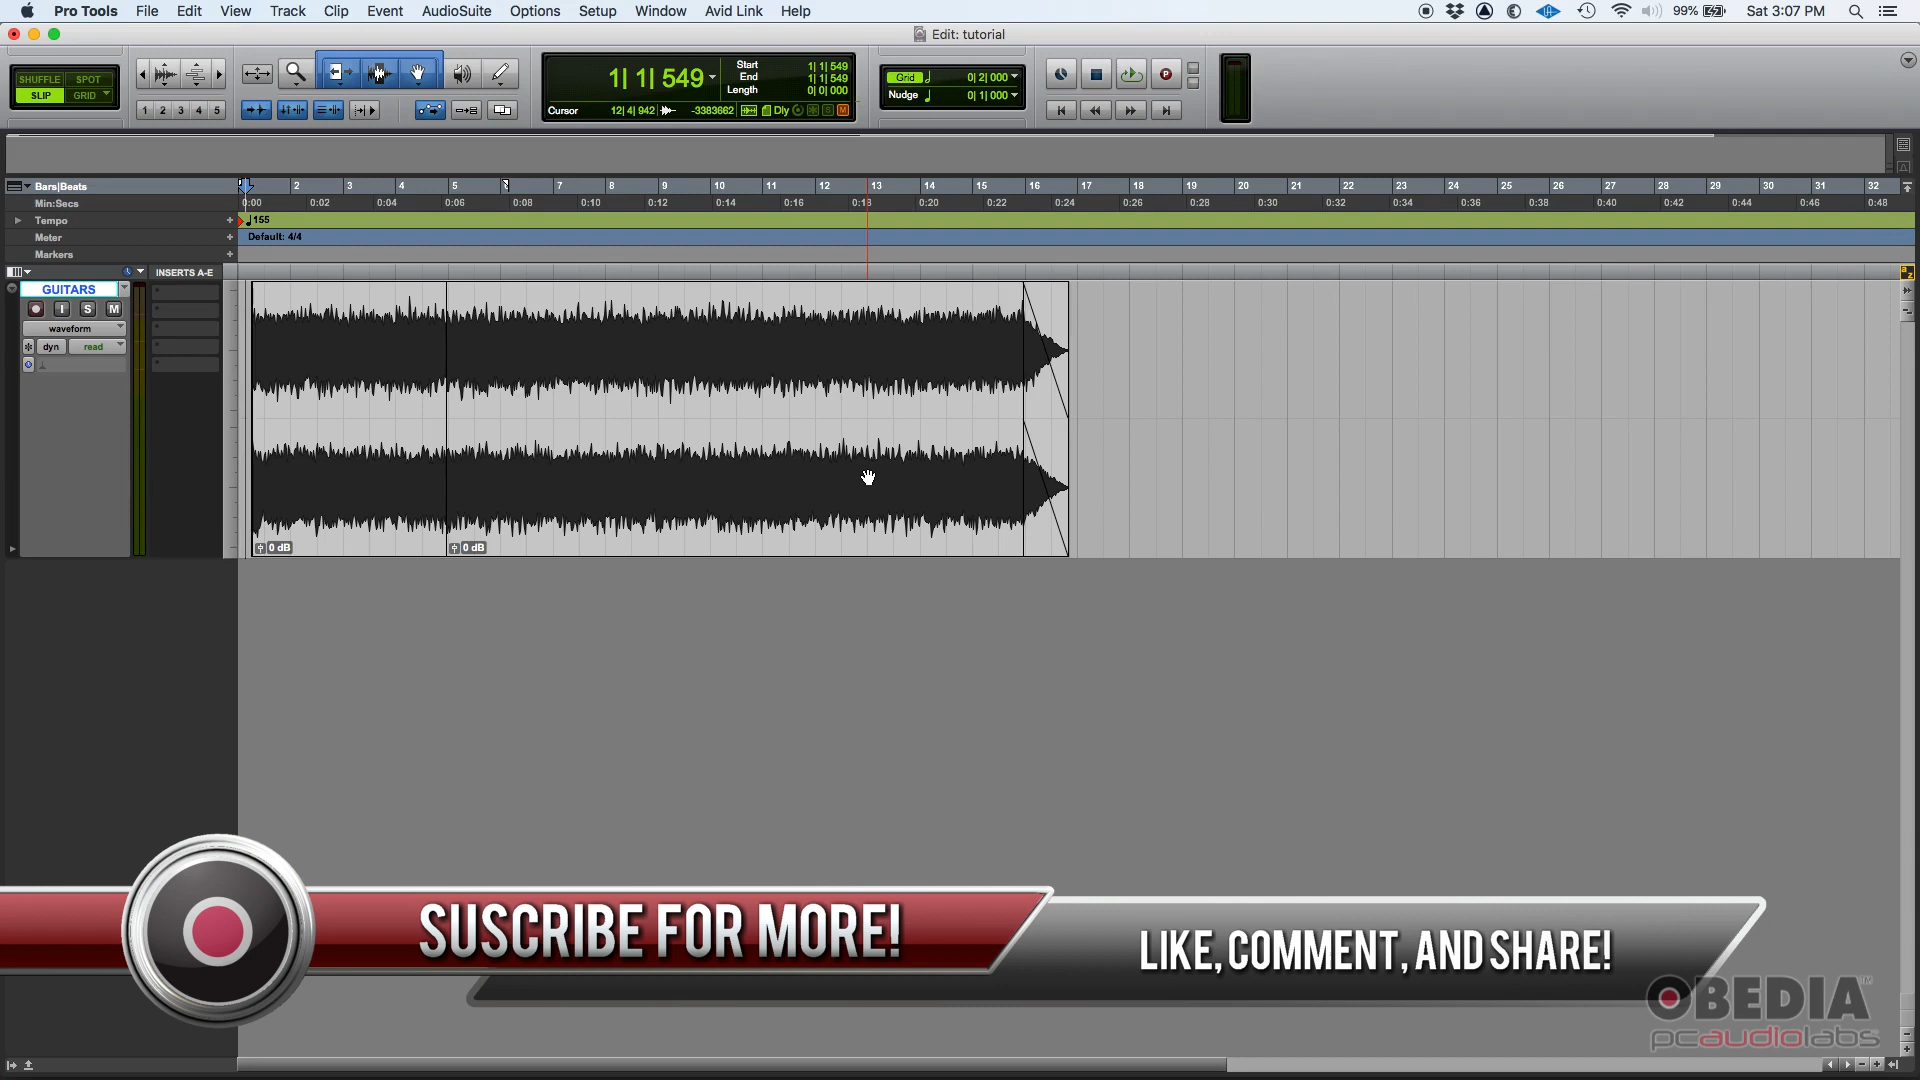 Pro Tools File Edit View Track Clip Event AudioSuite Options Setup Window Avid Link Help 99% Sat 3:07 PM
Edit: tutorial
SHUFFLE SPOT
SLIP GRID
1 2 3 4 5
1| 1| 549
Start 1| 1| 549
End 1| 1| 549
Length 0| 0| 000
Cursor 12| 4| 942 -3383662 Dly S M
Grid 0| 2| 000
Nudge 0| 1| 000
Bars|Beats 2 3 4 5 7 8 9 10 11 12 13 14 15 16 17 18 19 20 21 22 23 24 25 26 27 28 29 30 31 32
Min:Secs 0:00 0:02 0:04 0:06 0:08 0:10 0:12 0:14 0:16 0:18 0:20 0:22 0:24 0:26 0:28 0:30 0:32 0:34 0:36 0:38 0:40 0:42 0:44 0:46 0:48
Tempo 155
Meter Default: 4/4
Markers
INSERTS A-E
GUITARS
I S M
waveform
dyn read
0 dB 0 dB
SUSCRIBE FOR MORE!
LIKE, COMMENT, AND SHARE!
OBEDIA™
pcaudiolabs